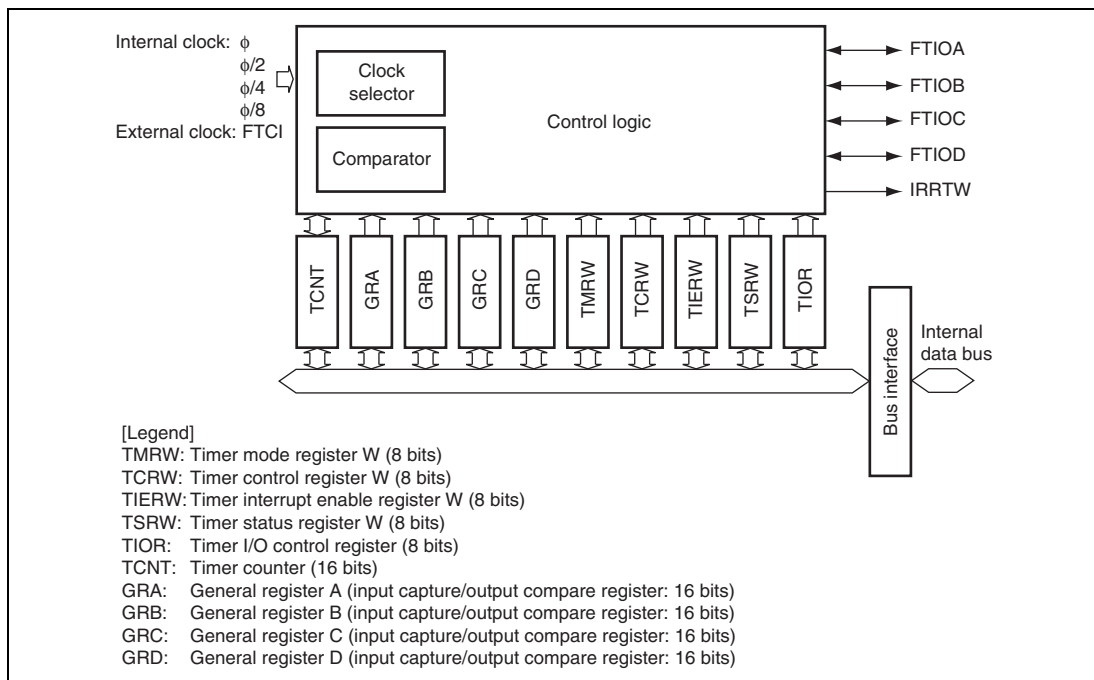 Internal clock: ϕ
ϕ/2
ϕ/4
ϕ/8
External clock: FTCI
Clock
selector
Comparator
Control logic
FTIOA
FTIOB
FTIOC
FTIOD
IRRTW
TCNT
GRA
GRB
GRC
GRD
TMRW
TCRW
TIERW
TSRW
TIOR
Bus interface
Internal
data bus
[Legend]
TMRW: Timer mode register W (8 bits)
TCRW: Timer control register W (8 bits)
TIERW: Timer interrupt enable register W (8 bits)
TSRW: Timer status register W (8 bits)
TIOR: Timer I/O control register (8 bits)
TCNT: Timer counter (16 bits)
GRA: General register A (input capture/output compare register: 16 bits)
GRB: General register B (input capture/output compare register: 16 bits)
GRC: General register C (input capture/output compare register: 16 bits)
GRD: General register D (input capture/output compare register: 16 bits)